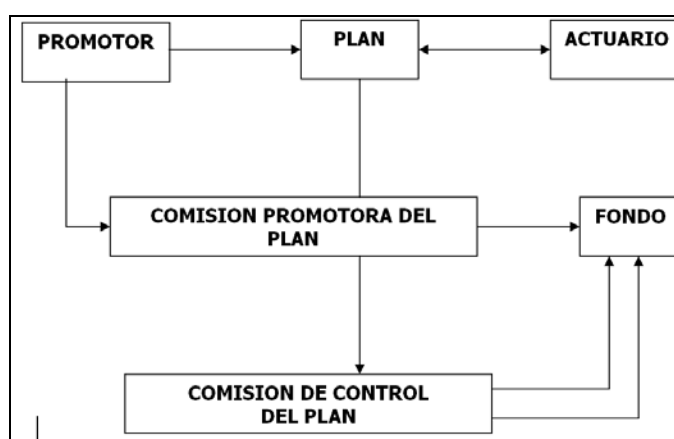 PROMOTOR
PLAN
ACTUARIO
COMISION PROMOTORA DEL
PLAN
FONDO
COMISION DE CONTROL
DEL PLAN